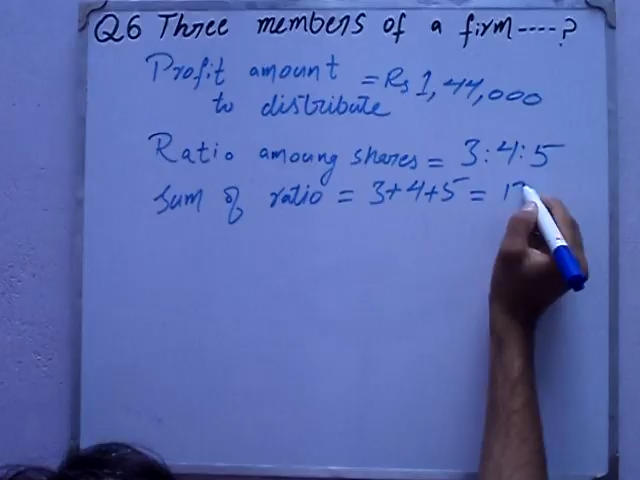 Q6 Three members of a firm----?
Profit amount = Rs 1,44,000
to distribute
Ratio amoung shares = 3:4:5
Sum of ratio = 3+4+5 = 12